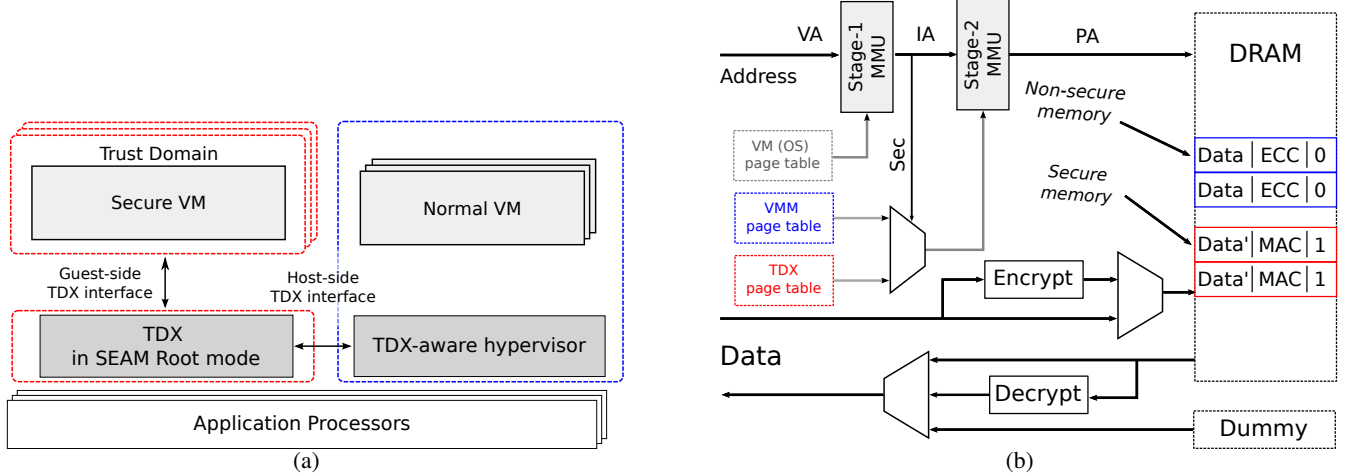 Trust Domain
Secure VM
Normal VM
Guest-side
TDX interface
Host-side
TDX interface
TDX
in SEAM Root mode
TDX-aware hypervisor
Application Processors
(a)
VA
Stage-1
MMU
IA
Stage-2
MMU
PA
DRAM
Address
Non-secure
memory
VM (OS)
page table
Sec
Data | ECC | 0
Data | ECC | 0
Secure
memory
VMM
page table
Data' | MAC | 1
Data' | MAC | 1
TDX
page table
Encrypt
Data
Decrypt
Dummy
(b)